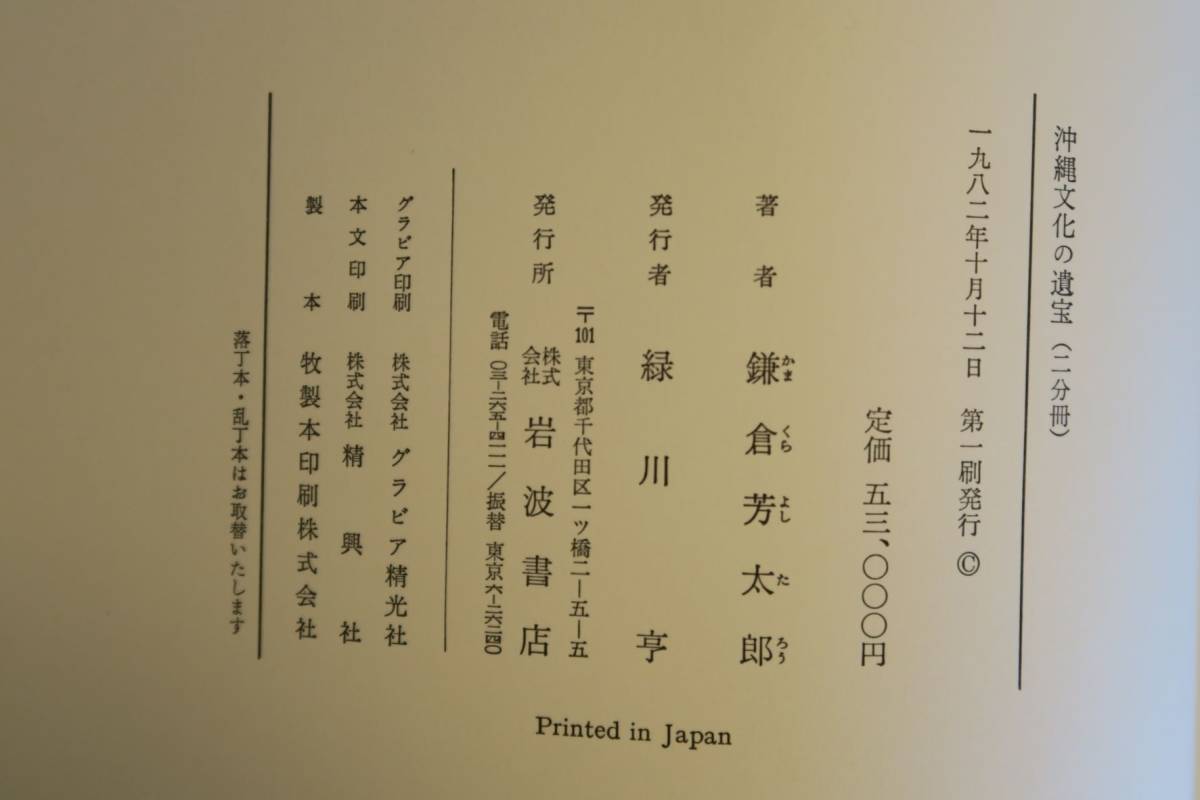 沖縄文化の遺宝（二分冊）
一九八二年十月十二日　第一刷発行 ©
定価 五三、〇〇〇円
著者　鎌倉芳太郎
かまくらよしたろう
発行者　緑川亨
〒101 東京都千代田区一ツ橋二―五―五
発行所　株式会社　岩波書店
電話 〇三―二六五―四一一一／振替 東京六―二六二四〇
グラビア印刷　株式会社 グラビア精光社
本文印刷　株式会社 精興社
製本　牧製本印刷株式会社
落丁本・乱丁本はお取替いたします
Printed in Japan